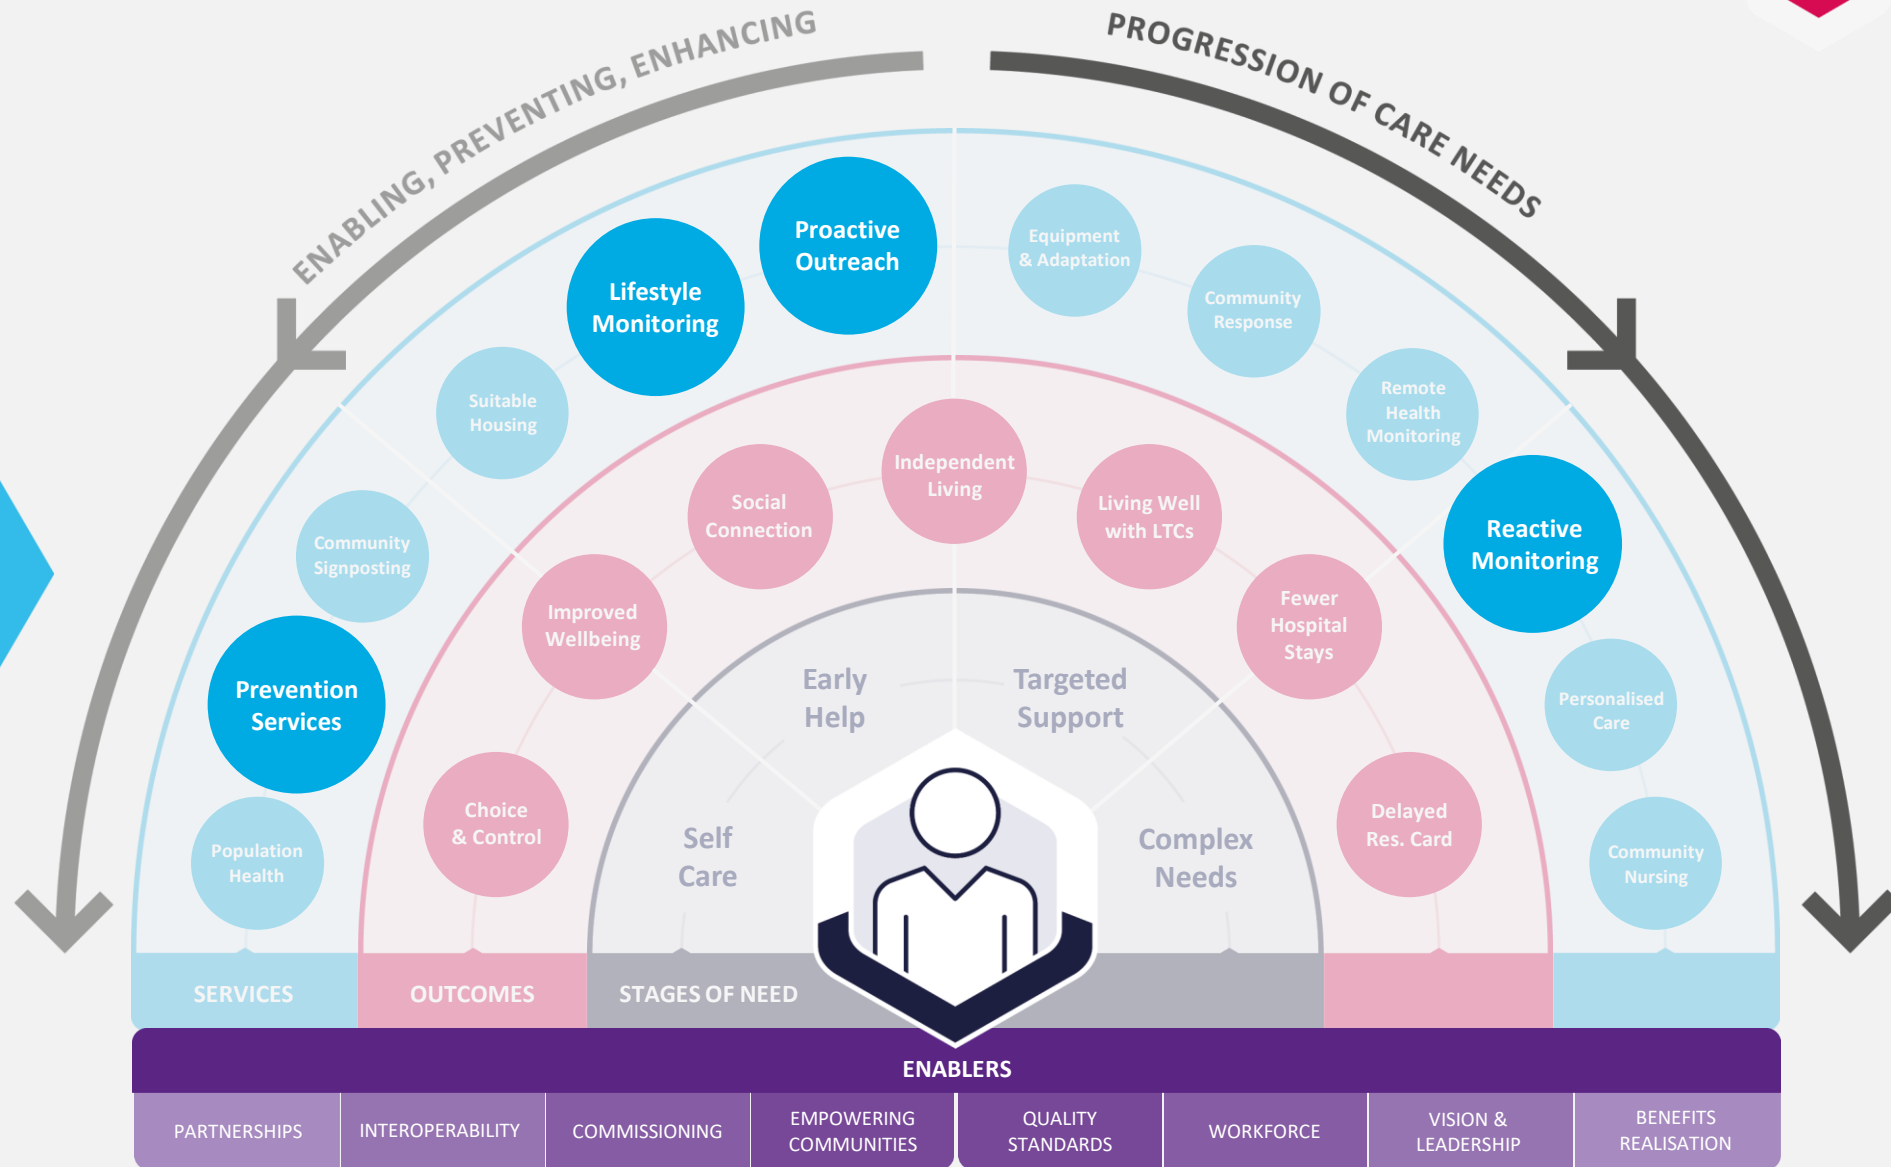 ENABLING, PREVENTING, ENHANCING
PROGRESSION OF CARE NEEDS
Proactive
Outreach
Equipment
& Adaptation
Lifestyle
Monitoring
Community
Response
Suitable
Housing
Remote
Health
Monitoring
Community
Signposting
Reactive
Monitoring
Prevention
Services
Personalised
Care
Population
Health
Community
Nursing
Independent
Living
Social
Connection
Living Well
with LTCs
Improved
Wellbeing
Fewer
Hospital
Stays
Choice
& Control
Delayed
Res. Card
Early
Help
Targeted
Support
Self
Care
Complex
Needs
SERVICES
OUTCOMES
STAGES OF NEED
ENABLERS
PARTNERSHIPS
INTEROPERABILITY
COMMISSIONING
EMPOWERING
COMMUNITIES
QUALITY
STANDARDS
WORKFORCE
VISION &
LEADERSHIP
BENEFITS
REALISATION